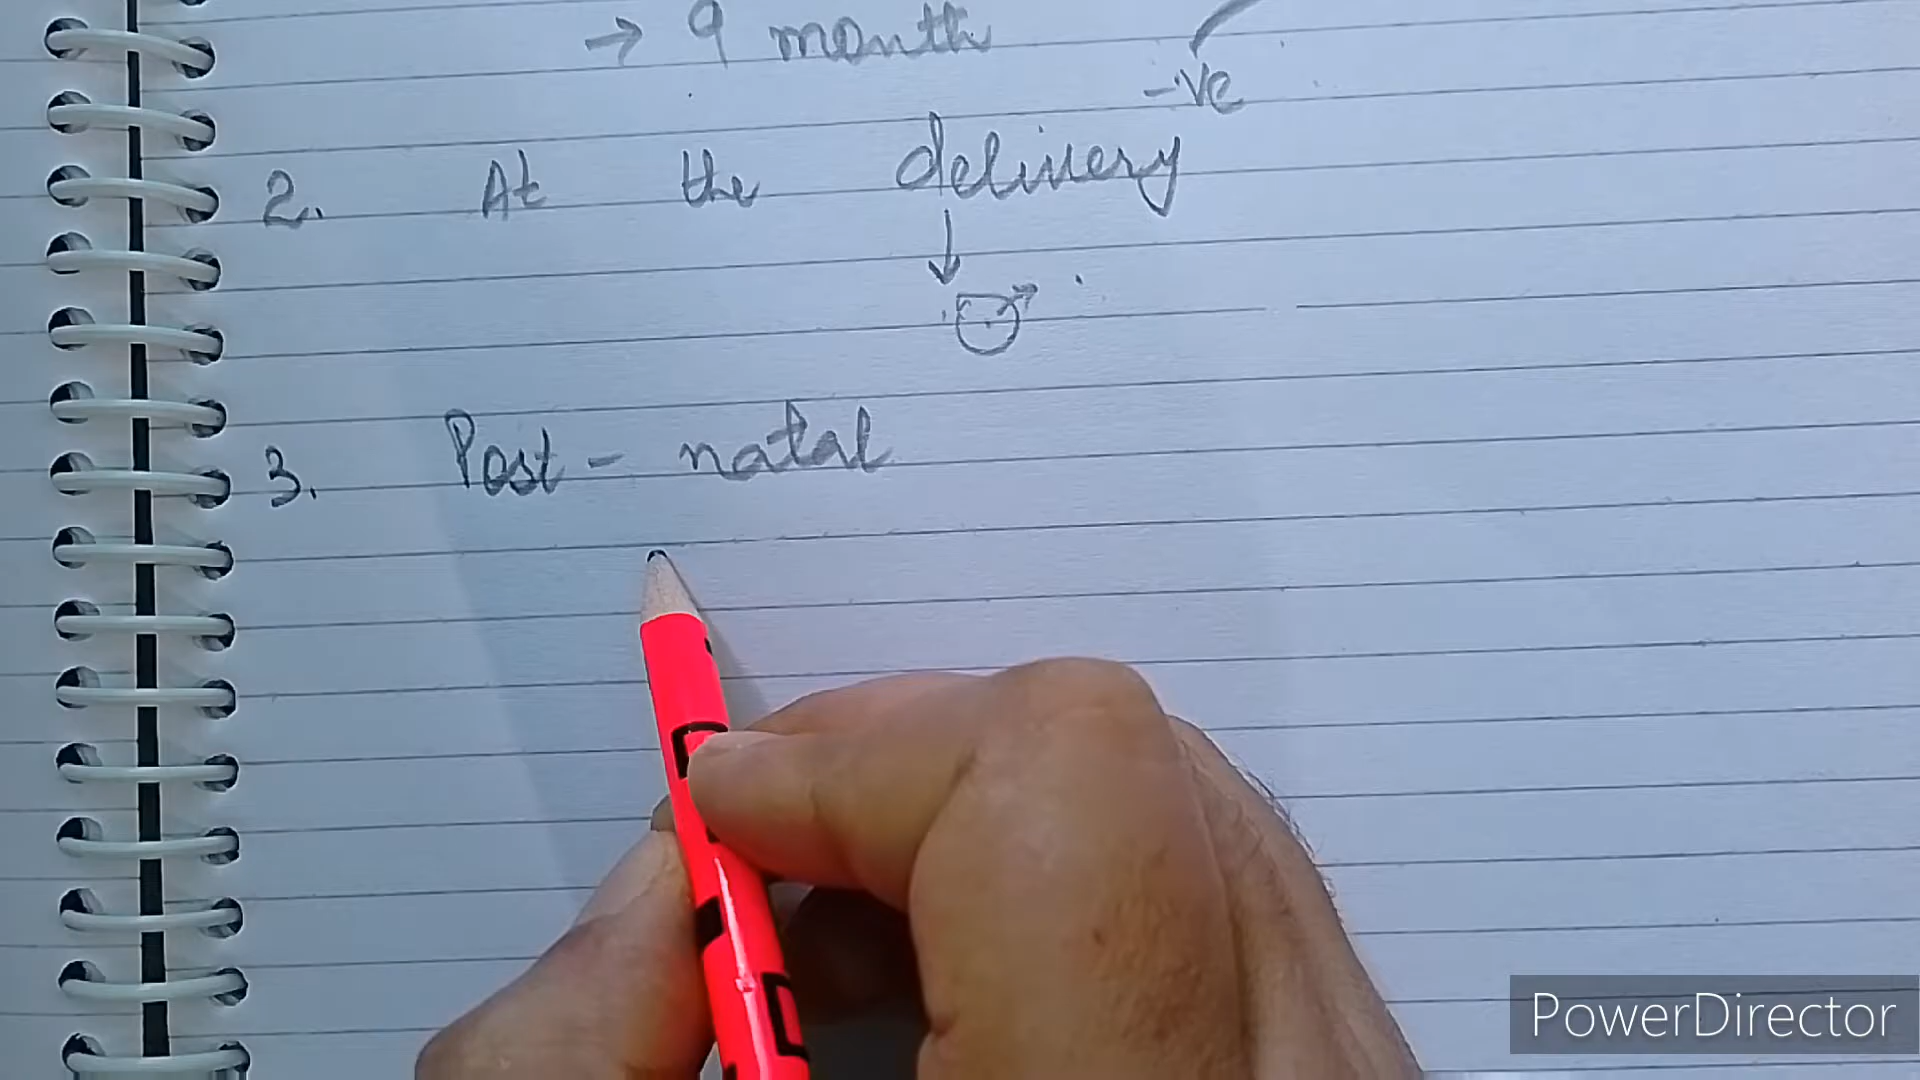 → 9 month
-ve
2. At the delivery
↓
♂
3. Post - natal
PowerDirector